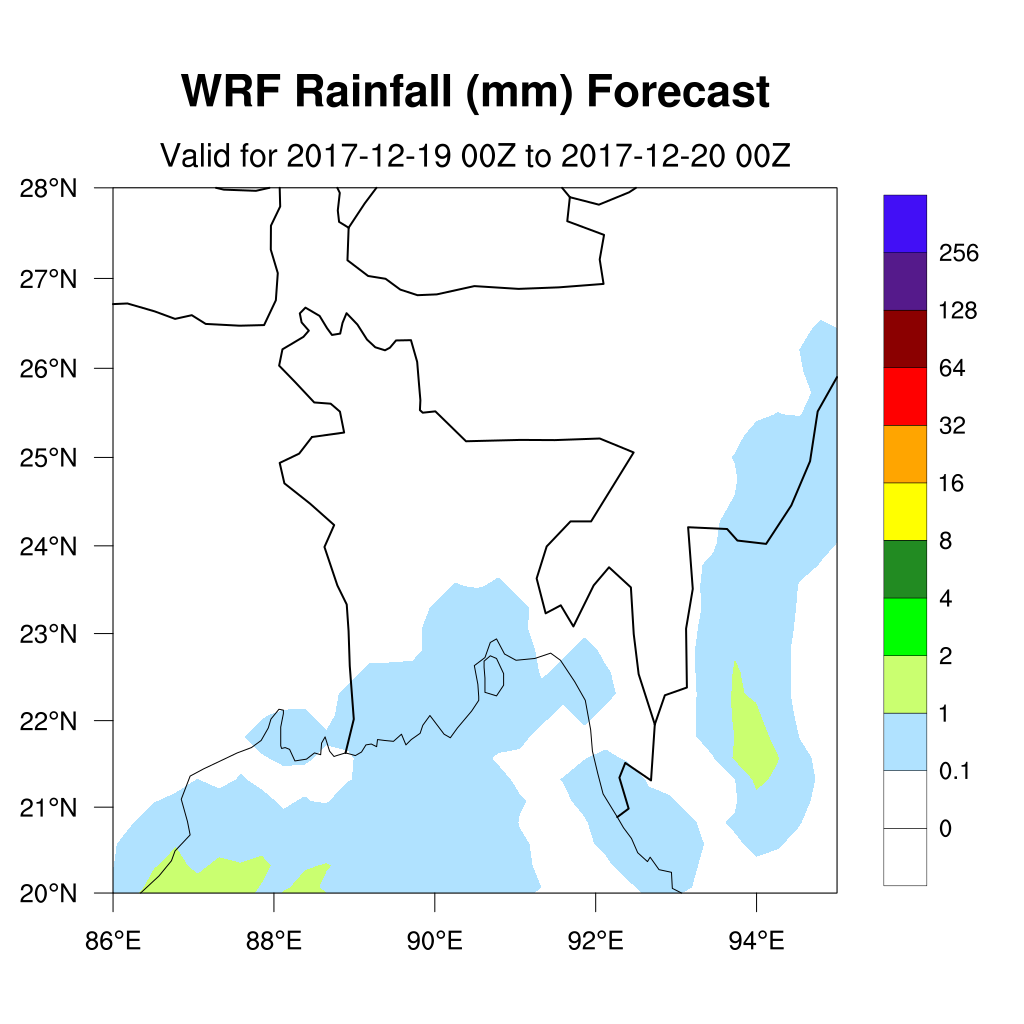 WRF Rainfall (mm) Forecast
Valid for 2017-12-19 00Z to 2017-12-20 00Z
28°N
27°N
26°N
25°N
24°N
23°N
22°N
21°N
20°N
86°E 88°E 90°E 92°E 94°E
256
128
64
32
16
8
4
2
1
0.1
0